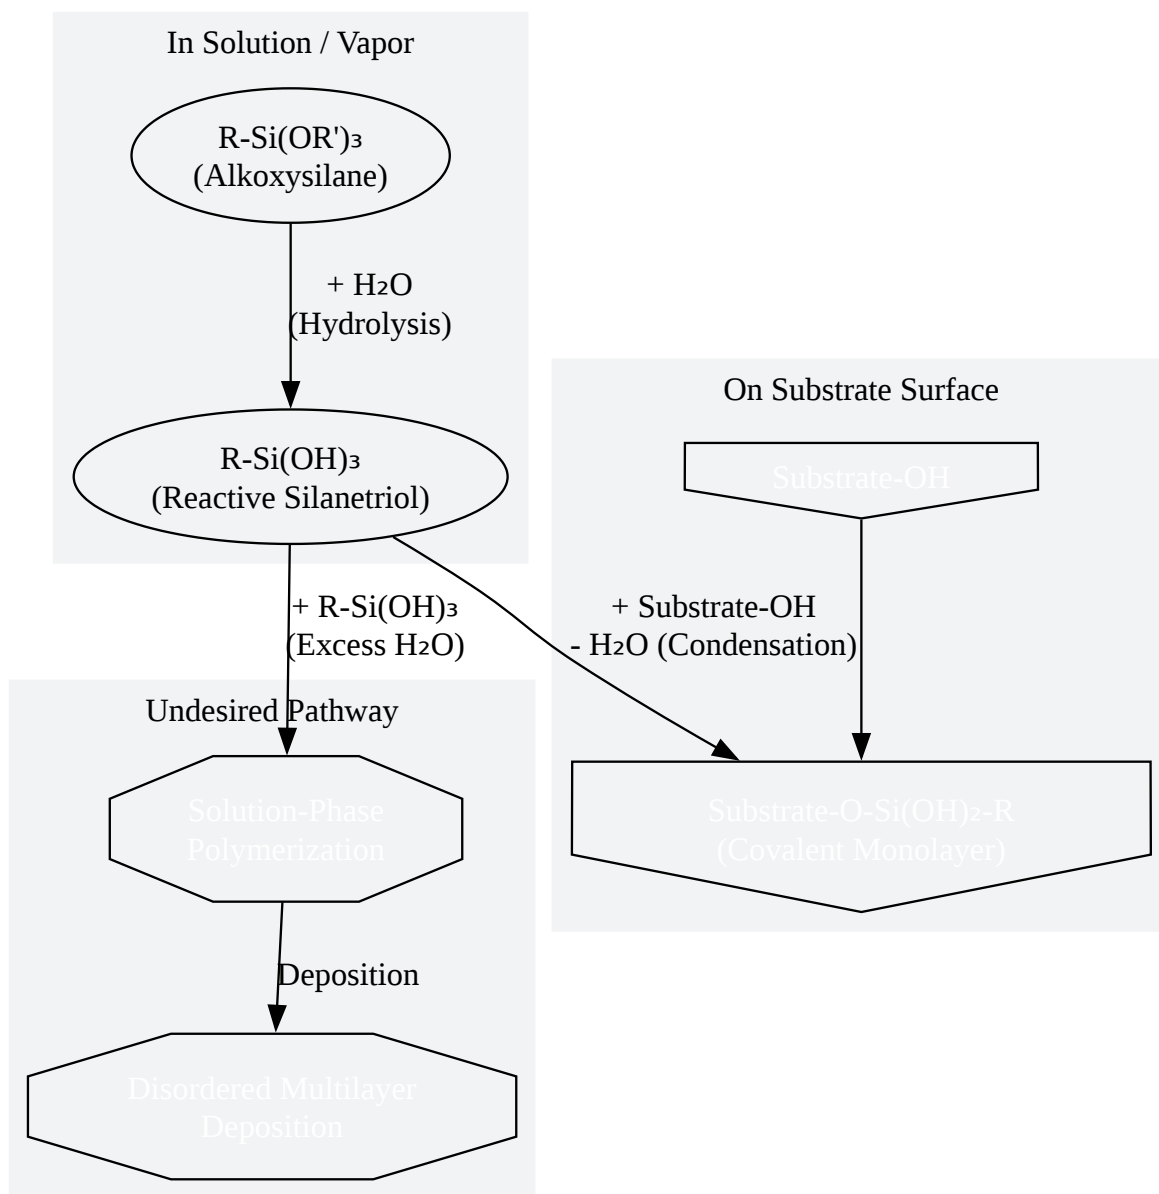 In Solution / Vapor
R-Si(OR')₃
(Alkoxysilane)
+ H₂O
(Hydrolysis)
R-Si(OH)₃
(Reactive Silanetriol)
On Substrate Surface
Substrate-OH
+ R-Si(OH)₃
(Excess H₂O)
+ Substrate-OH
- H₂O (Condensation)
Undesired Pathway
Solution-Phase
Polymerization
Substrate-O-Si(OH)₂-R
(Covalent Monolayer)
Deposition
Disordered Multilayer
Deposition